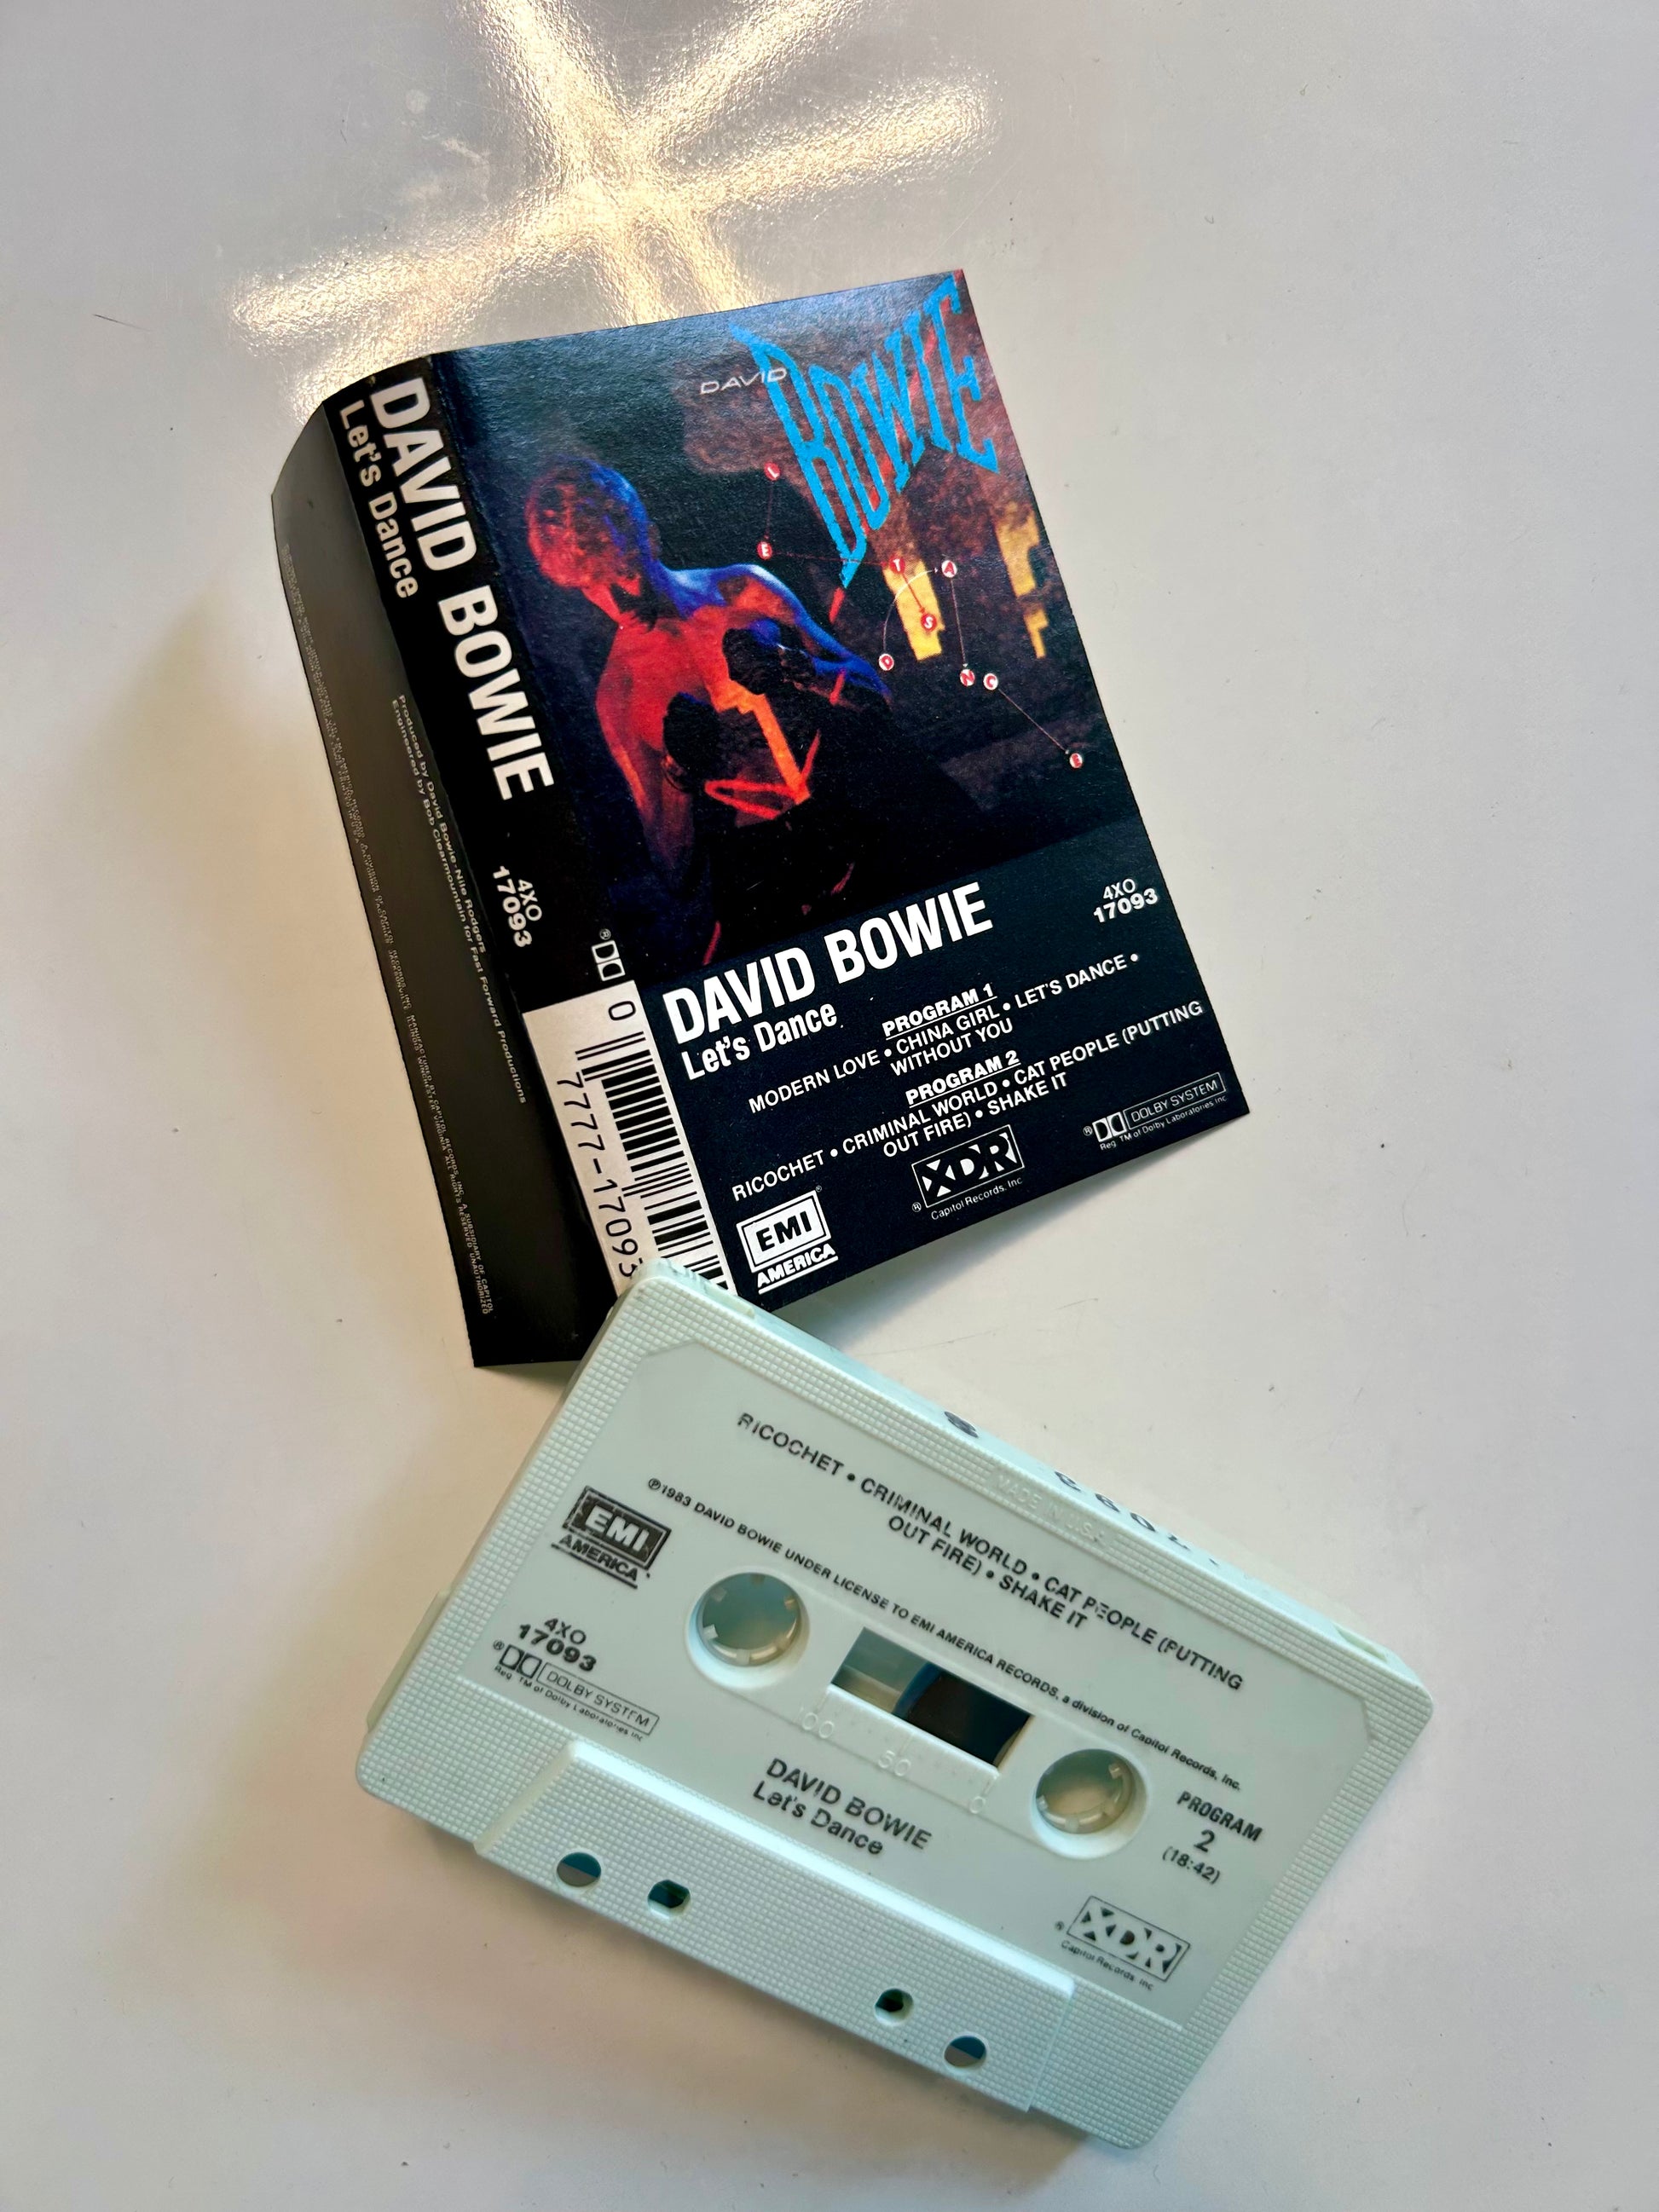 DAVID
BOWIE
L
E
T
S
D
A
N
C
E
DAVID BOWIE
Let's Dance
4XO
17093
PROGRAM 1
MODERN LOVE • CHINA GIRL • LET'S DANCE •
WITHOUT YOU
PROGRAM 2
RICOCHET • CRIMINAL WORLD • CAT PEOPLE (PUTTING
OUT FIRE) • SHAKE IT
EMI®
AMERICA
®XDR
Capitol Records, Inc.
® DOLBY SYSTEM
Reg. TM of Dolby Laboratories Inc.
DAVID BOWIE
Let's Dance
4XO
17093
0 7777-17093
Produced by David Bowie-Nile Rodgers
Engineered by Bob Clearmountain for Fast Forward Productions
RICOCHET • CRIMINAL WORLD • CAT PEOPLE (PUTTING
OUT FIRE) • SHAKE IT
℗1983 DAVID BOWIE UNDER LICENSE TO EMI AMERICA RECORDS, a division of Capitol Records, Inc.
MADE IN U.S.A.
EMI
AMERICA
4XO
17093
® DOLBY SYSTEM
Reg. TM of Dolby Laboratories Inc
100 50 0
DAVID BOWIE
Let's Dance
PROGRAM
2
(18:42)
®XDR
Capitol Records, Inc